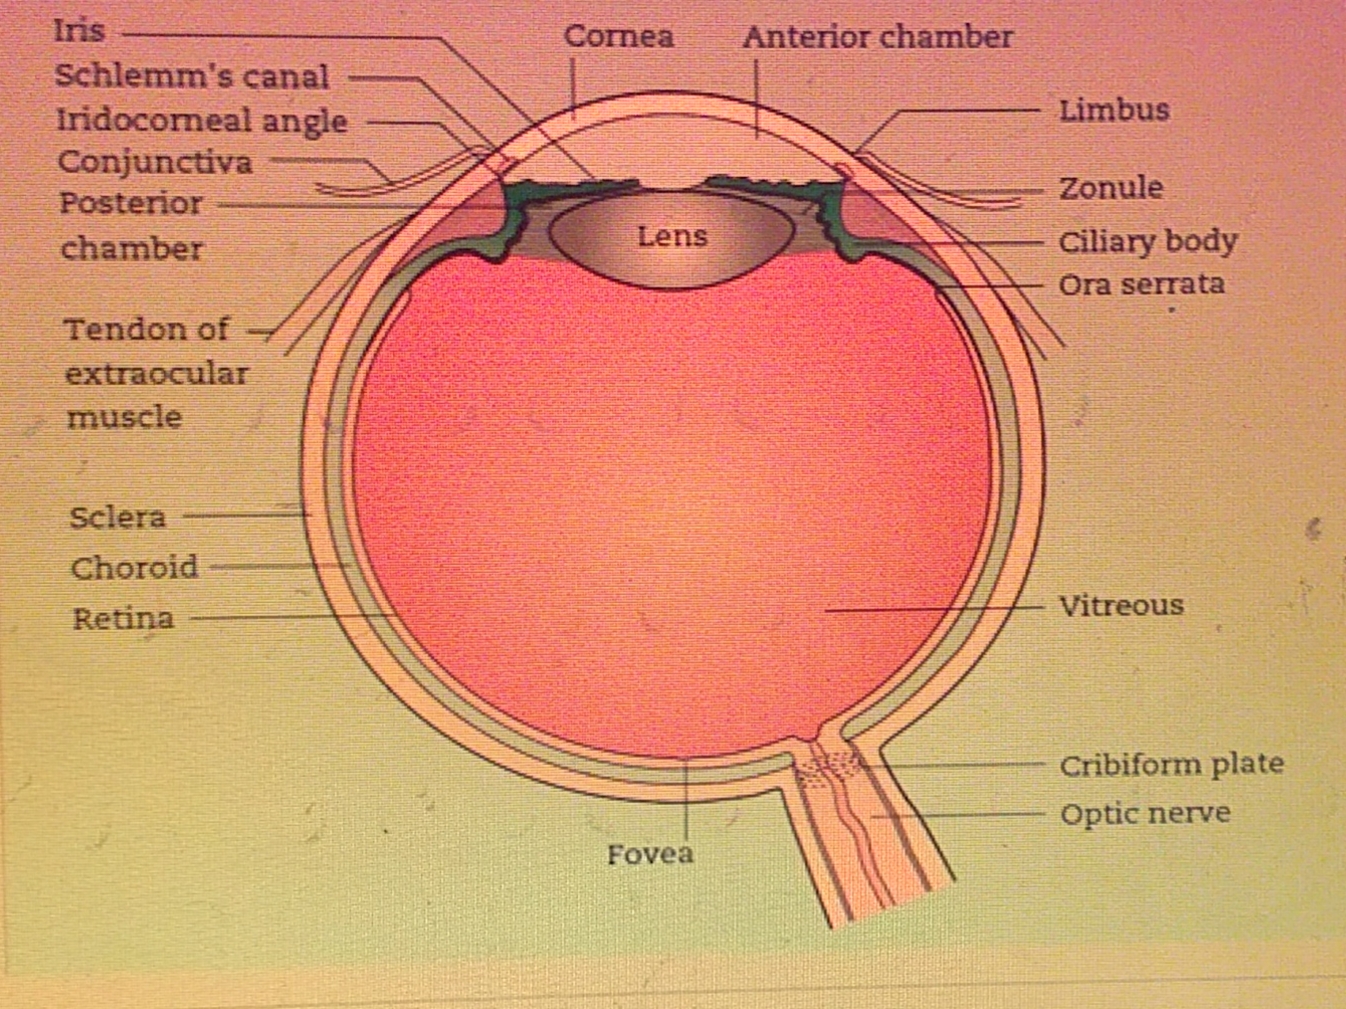 Iris
Schlemm's canal
Iridocorneal angle
Conjunctiva
Posterior
chamber
Tendon of
extraocular
muscle
Sclera
Choroid
Retina
Cornea
Anterior chamber
Lens
Fovea
Limbus
Zonule
Ciliary body
Ora serrata
Vitreous
Cribiform plate
Optic nerve